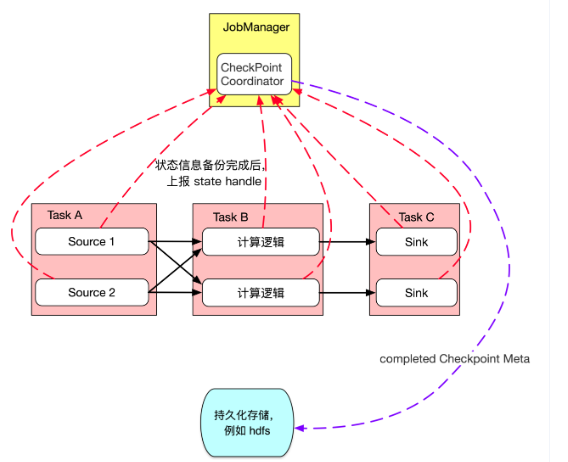 JobManager
CheckPoint
Coordinator
状态信息备份完成后，
上报 state handle
Task A
Task B
Task C
Source 1
计算逻辑
Sink
Source 2
计算逻辑
Sink
completed Checkpoint Meta
持久化存储，
例如 hdfs